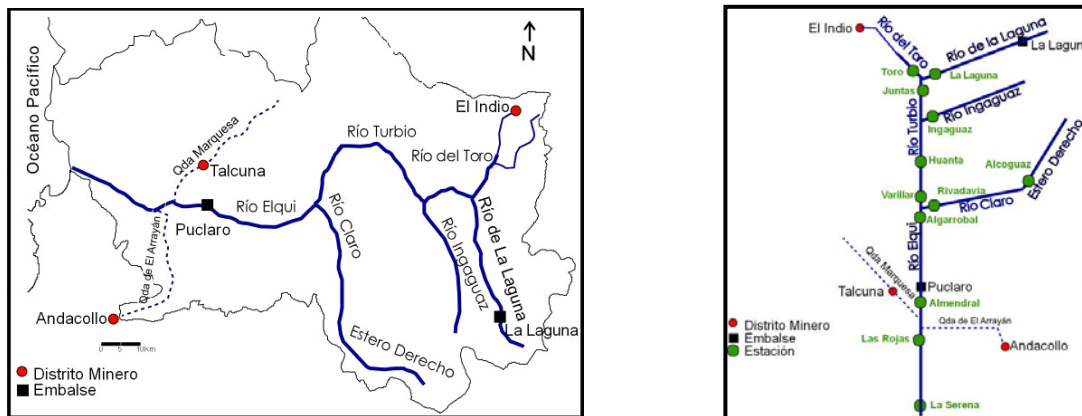 Océano Pacífico
N
El Indio
Río Turbio
Río del Toro
Qda Marquesa
Talcuna
Río Elqui
Puclaro
Río Claro
Río Ingaguaz
Río de La Laguna
Qda de El Arrayán
Andacollo
La Laguna
Estero Derecho
0 5 10Km
Distrito Minero
Embalse
El Indio
Río del Toro
Río de la Laguna
La Laguna
Toro
La Laguna
Juntas
Río Turbio
Río Ingaguaz
Ingaguaz
Huanta
Alcoguaz
Estero Derecho
Varillar
Rivadavia
Río Claro
Algarrobal
Río Elqui
Qda Marquesa
Puclaro
Talcuna
Almendral
Qda de El Arrayán
Distrito Minero
Embalse
Estación
Las Rojas
Andacollo
La Serena